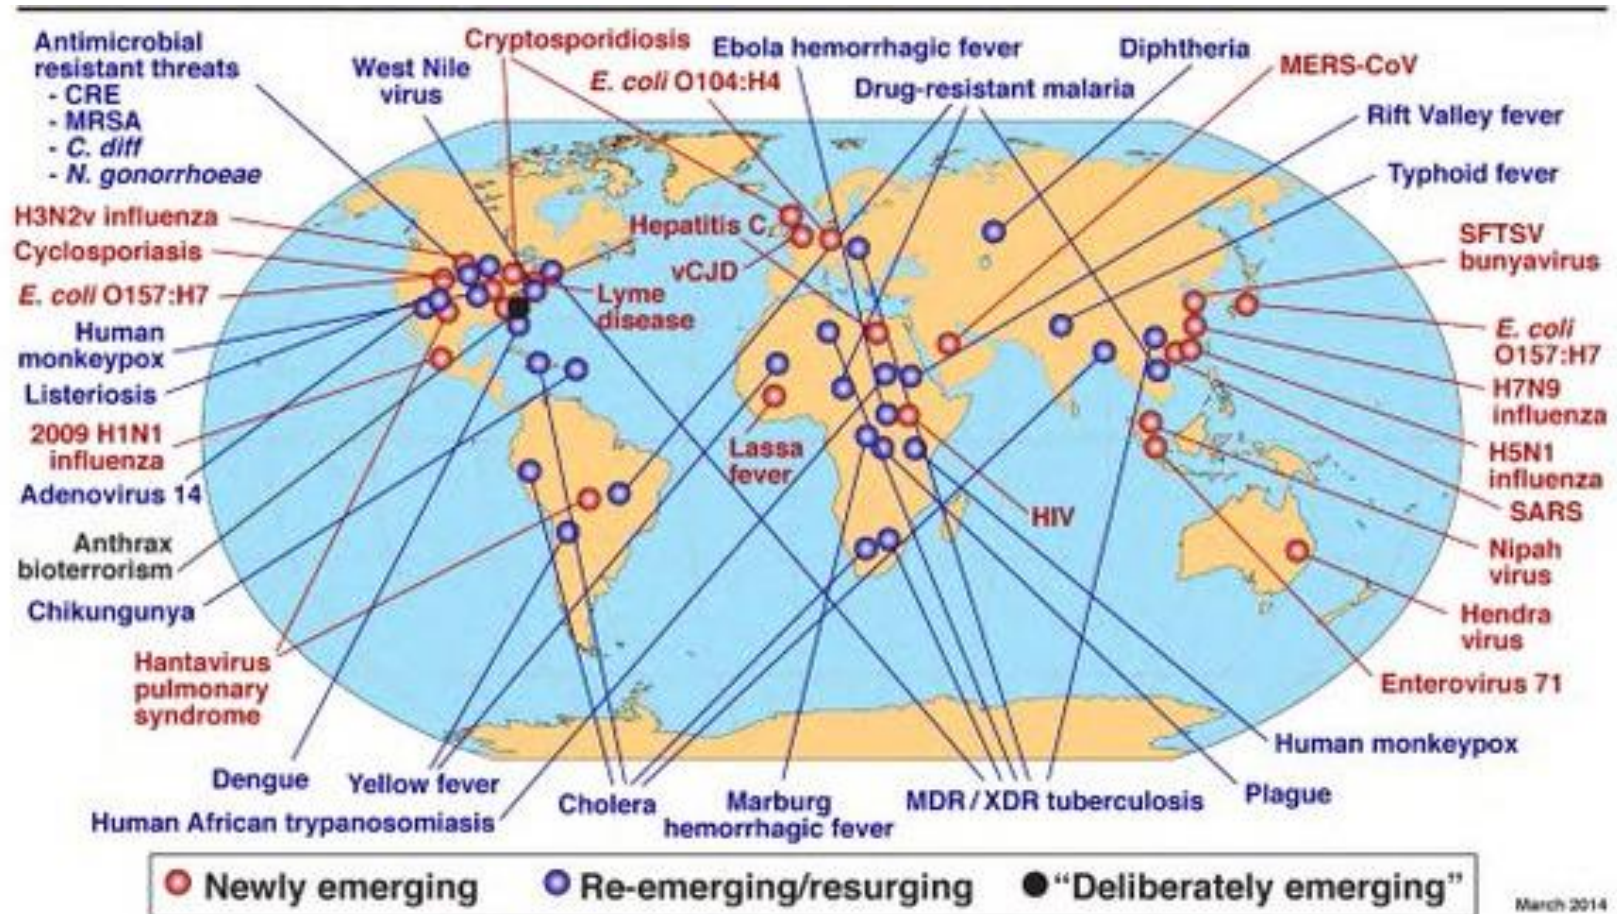 Antimicrobial
resistant threats
- CRE
- MRSA
- C. diff
- N. gonorrhoeae
West Nile
virus
Cryptosporidiosis
E. coli O104:H4
Ebola hemorrhagic fever
Drug-resistant malaria
Diphtheria
MERS-CoV
Rift Valley fever
Typhoid fever
H3N2v influenza
Cyclosporiasis
E. coli O157:H7
Human
monkeypox
Listeriosis
2009 H1N1
influenza
Adenovirus 14
Anthrax
bioterrorism
Chikungunya
Hantavirus
pulmonary
syndrome
Hepatitis C
vCJD
Lyme
disease
Lassa
fever
HIV
SFTSV
bunyavirus
E. coli
O157:H7
H7N9
influenza
H5N1
influenza
SARS
Nipah
virus
Hendra
virus
Enterovirus 71
Human monkeypox
Plague
Dengue
Yellow fever
Human African trypanosomiasis
Cholera
Marburg
hemorrhagic fever
MDR/XDR tuberculosis
Newly emerging
Re-emerging/resurging
“Deliberately emerging”
March 2014